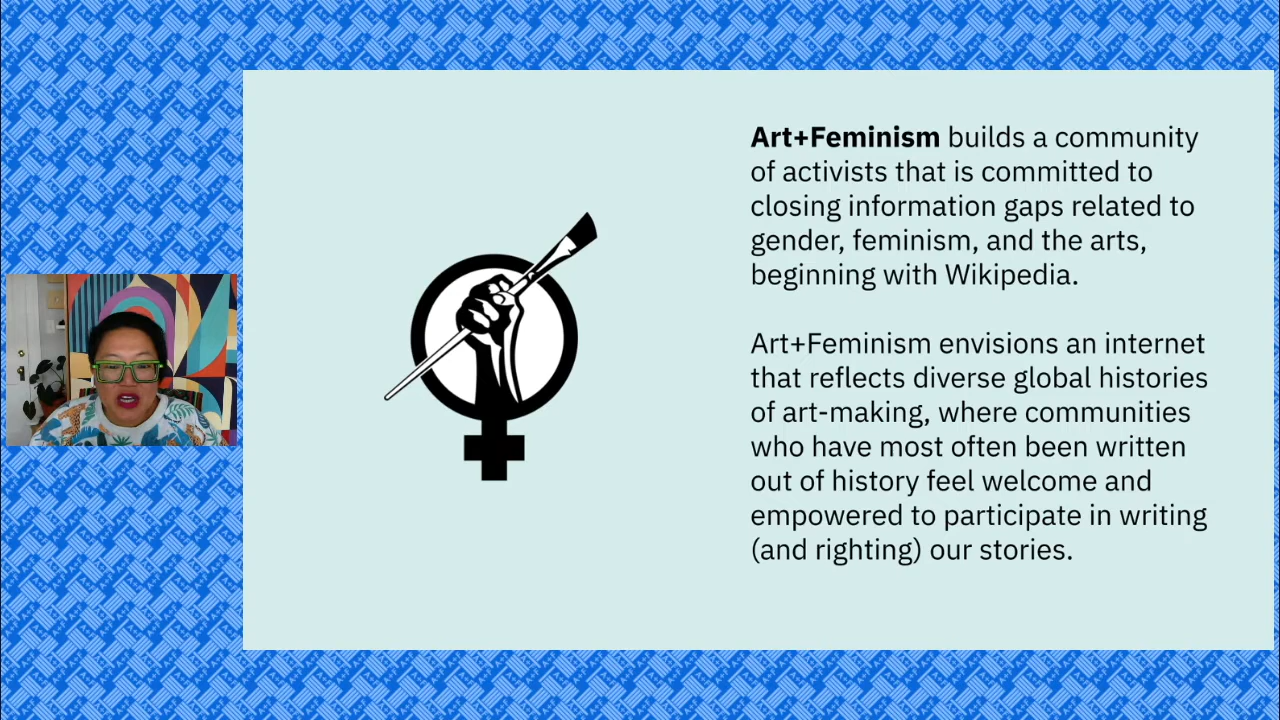 Art+Feminism builds a community
of activists that is committed to
closing information gaps related to
gender, feminism, and the arts,
beginning with Wikipedia.
Art+Feminism envisions an internet
that reflects diverse global histories
of art-making, where communities
who have most often been written
out of history feel welcome and
empowered to participate in writing
(and righting) our stories.